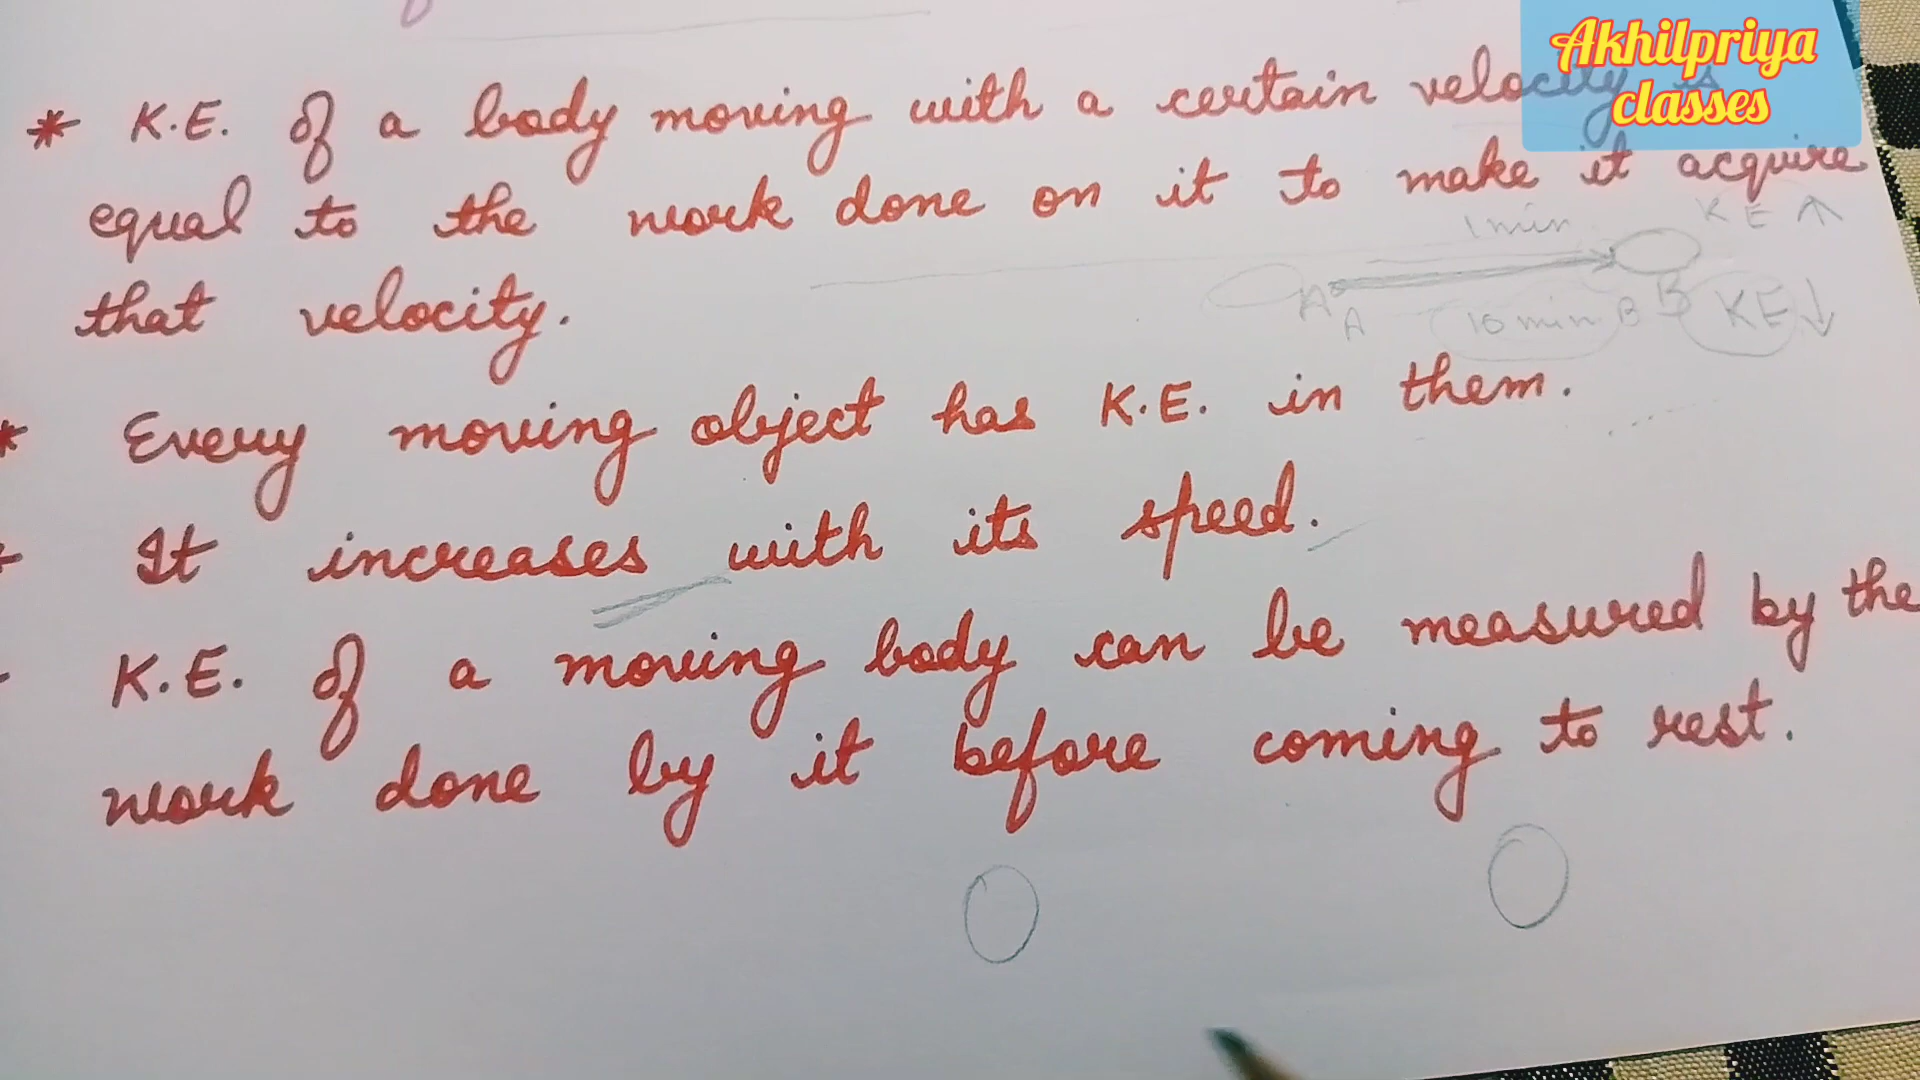 Akhilpriya
classes
* K.E. of a body moving with a certain velocity is
equal to the work done on it to make it acquire
that velocity.
1 min KE ↑
A A 10 min B B KE ↓
* Every moving object has K.E. in them.
It increases with its speed.
K.E. of a moving body can be measured by the
work done by it before coming to rest.